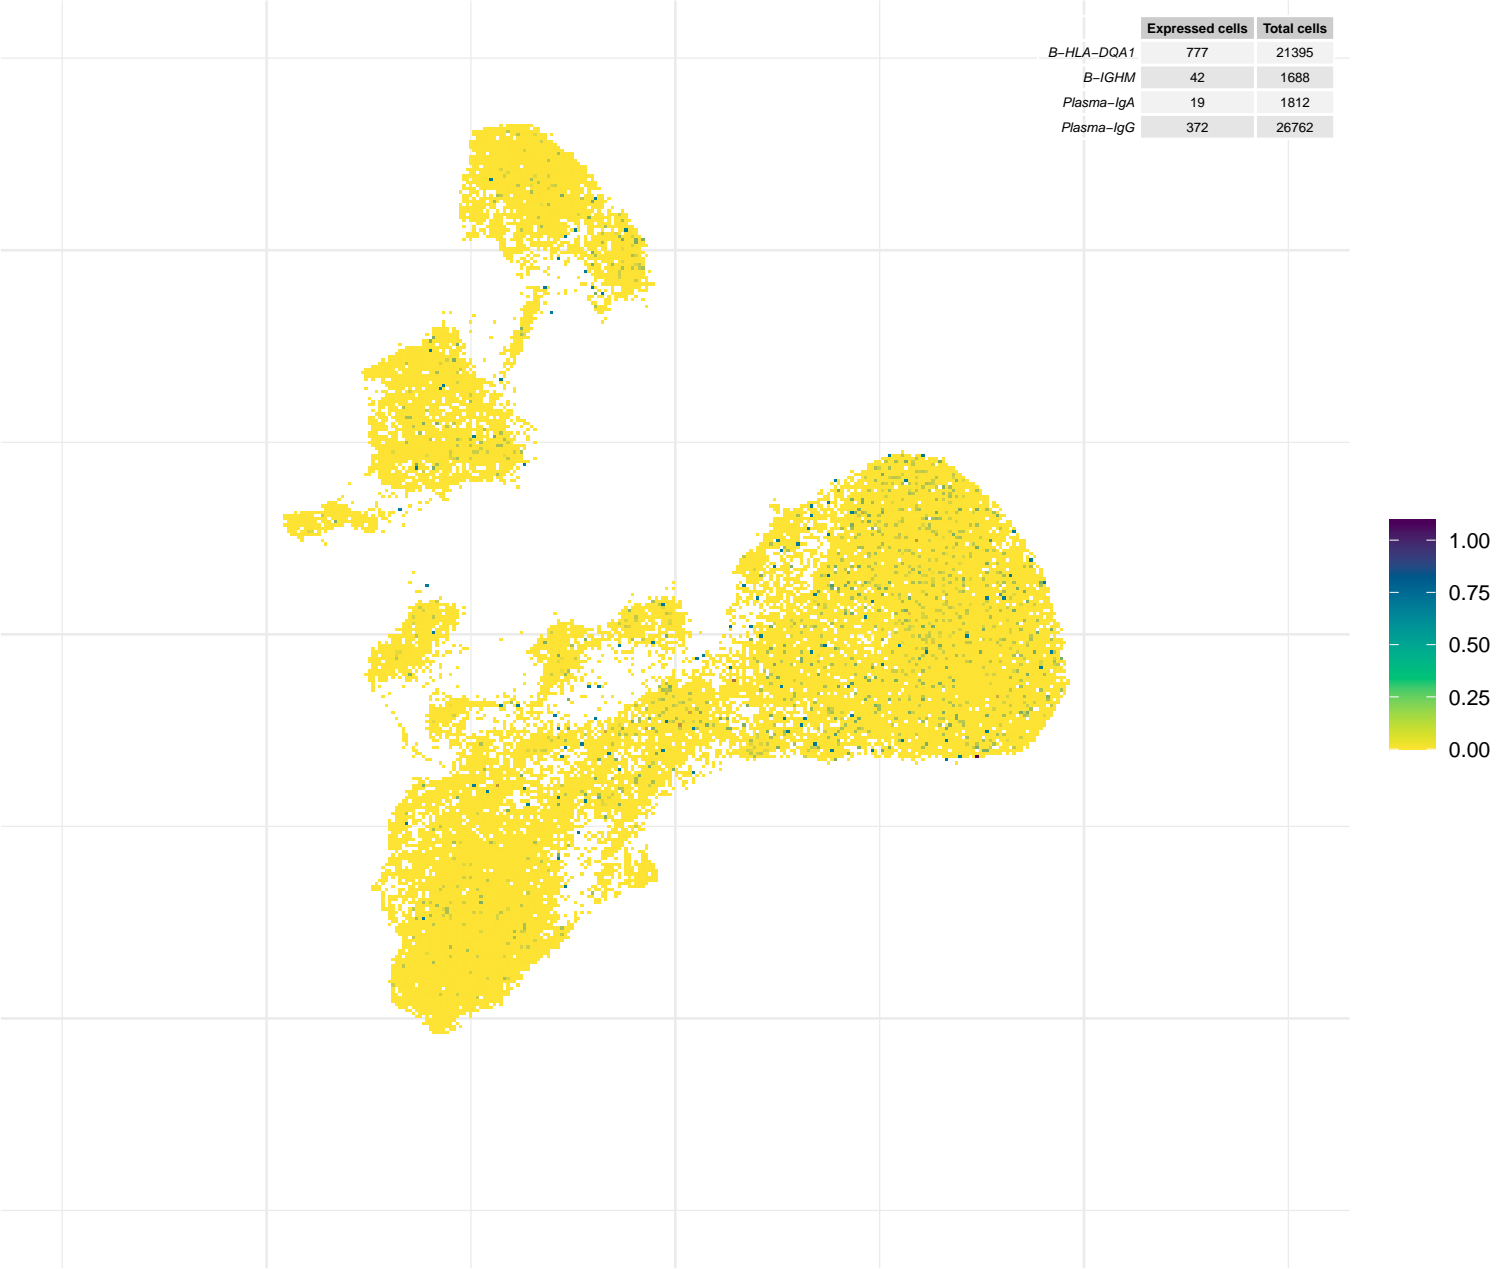 Expressed cells Total cells
B−HLA−DQA1 777 21395
B−IGHM 42 1688
Plasma−IgA 19 1812
Plasma−IgG 372 26762
1.00
0.75
0.50
0.25
0.00